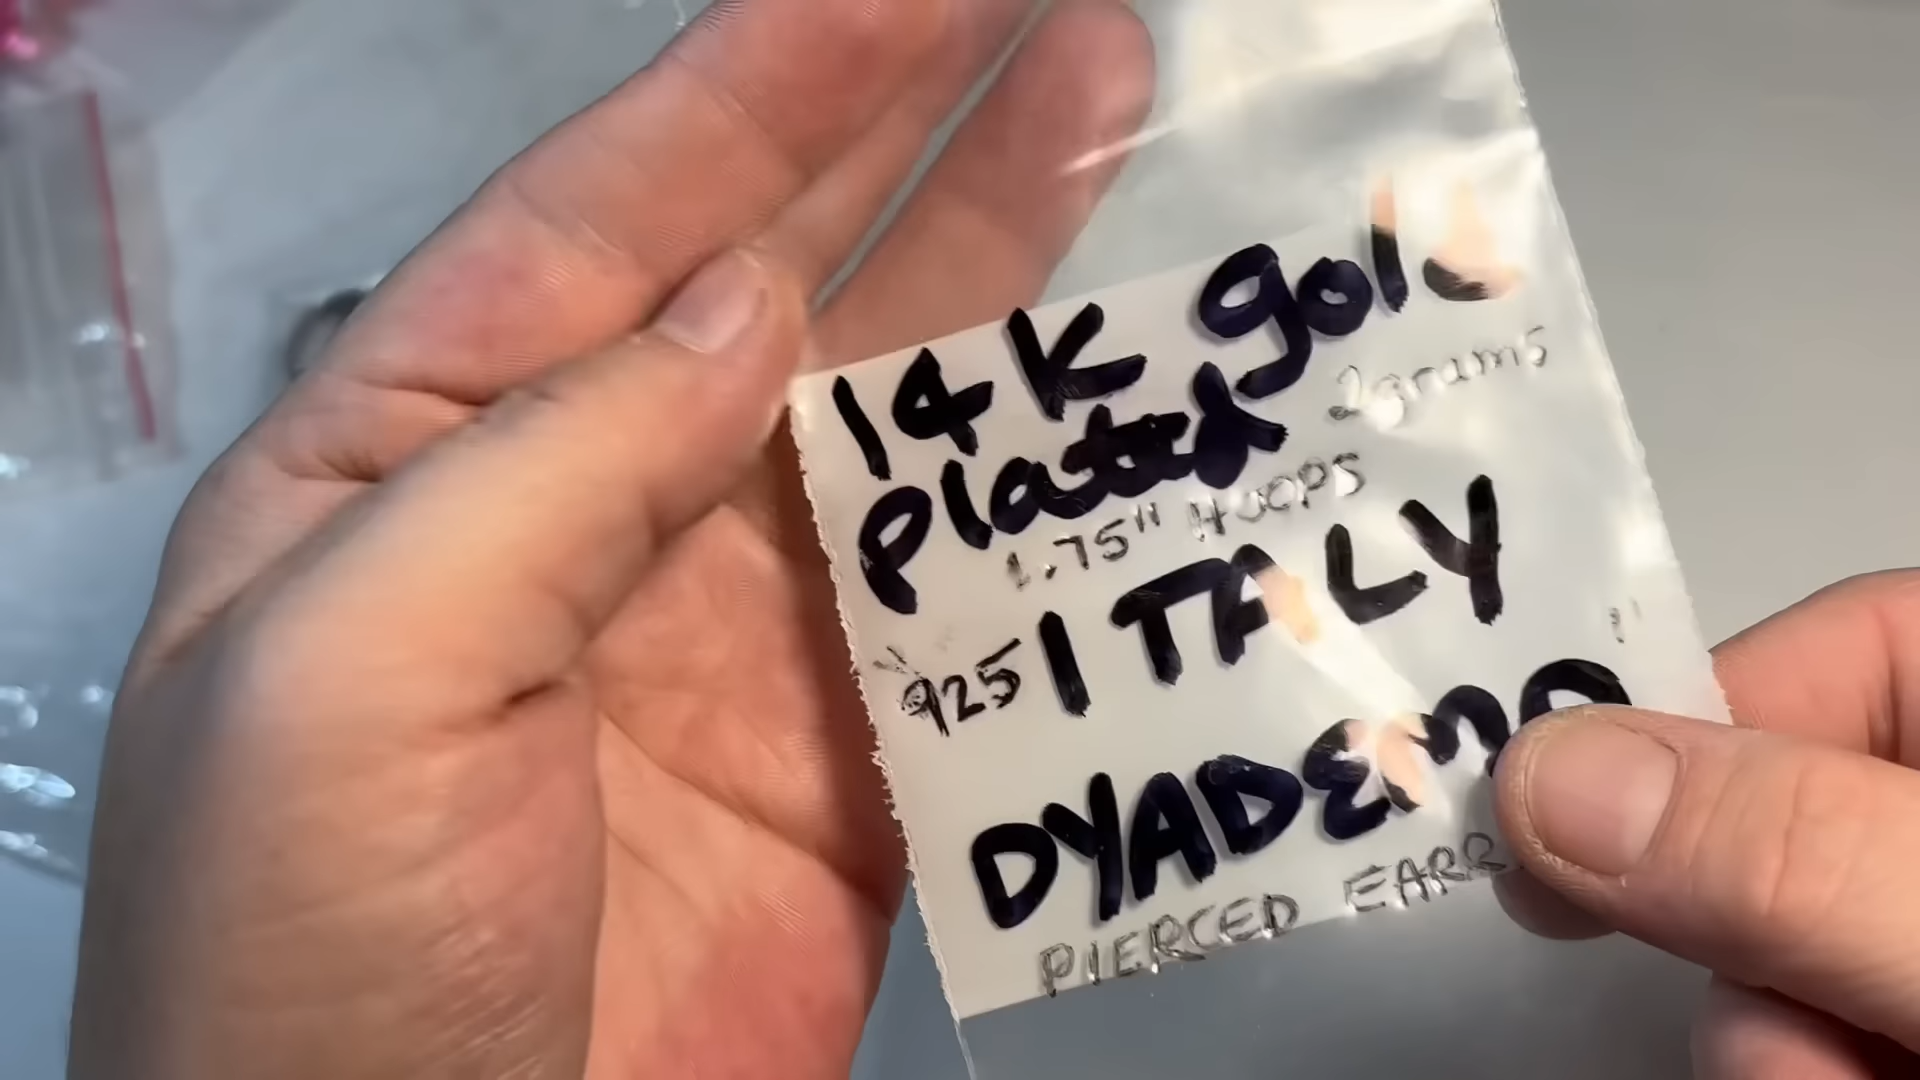 14K gold
plated 2grams
1.75" HOOPS
925 ITALY
DYADEMA
PIERCED EARR